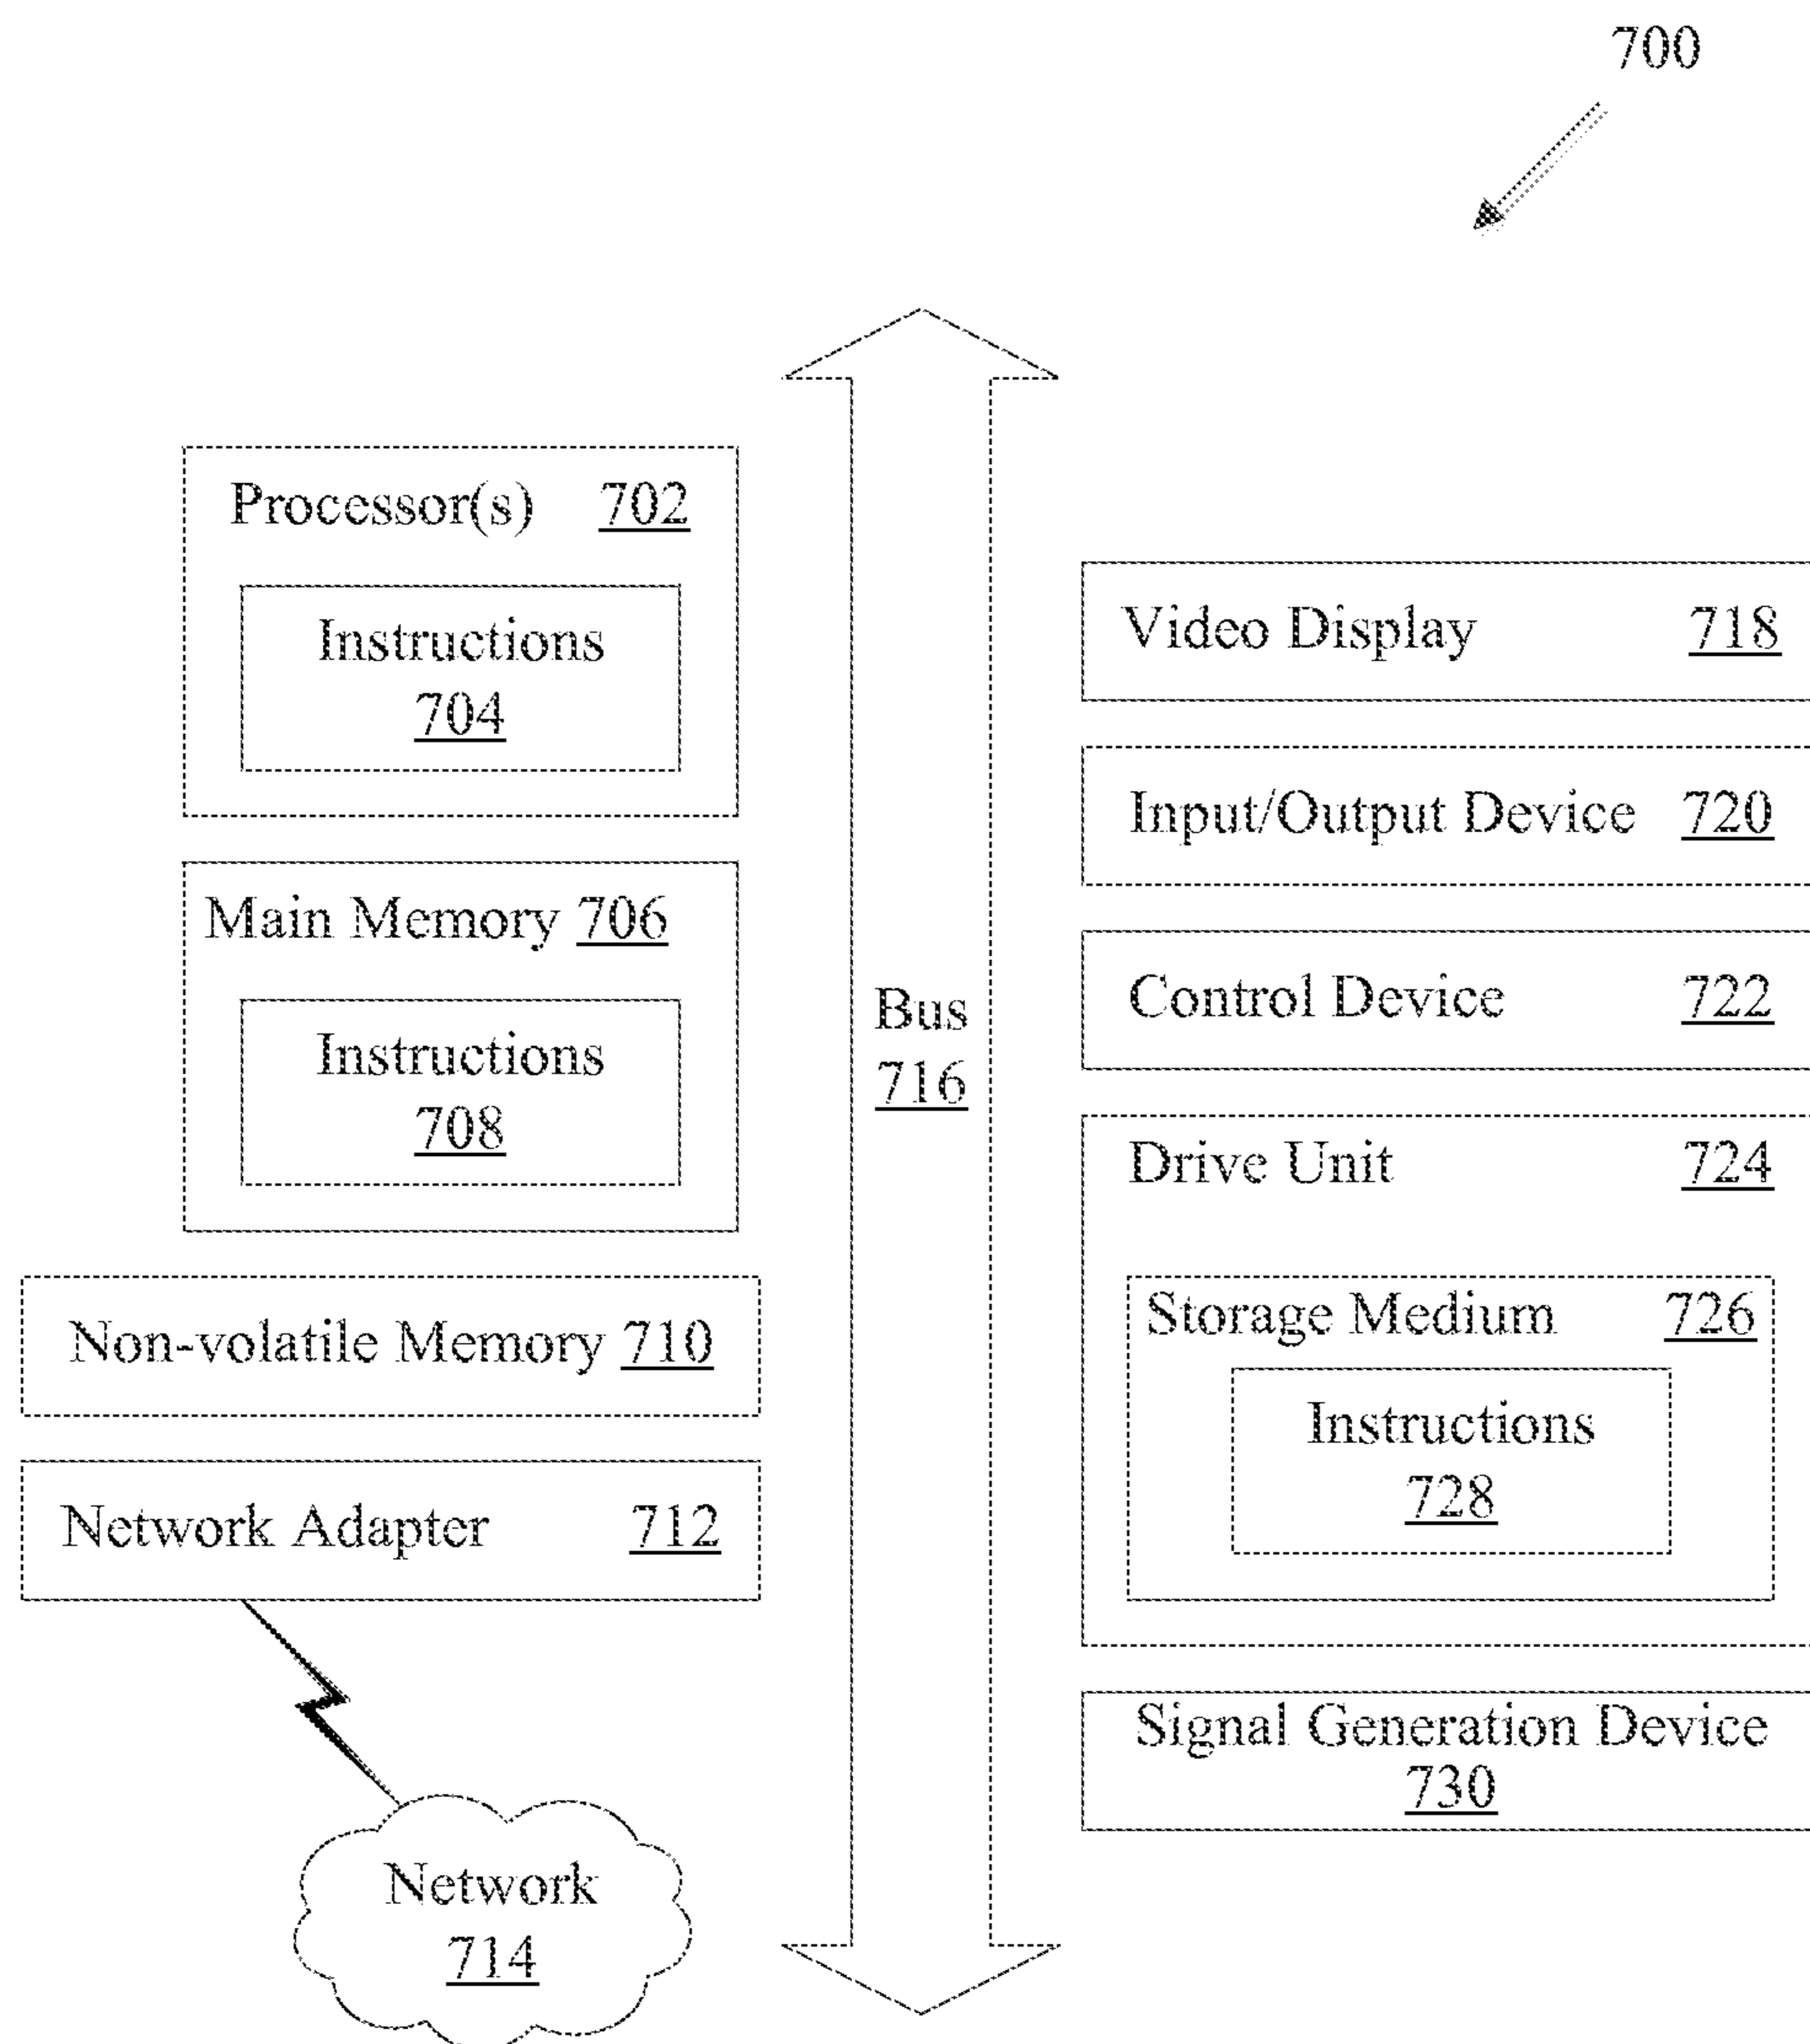 700
Processor(s) 702
Instructions
704
Main Memory 706
Instructions
708
Non-volatile Memory 710
Network Adapter 712
Network
714
Bus
716
Video Display 718
Input/Output Device 720
Control Device 722
Drive Unit 724
Storage Medium 726
Instructions
728
Signal Generation Device
730